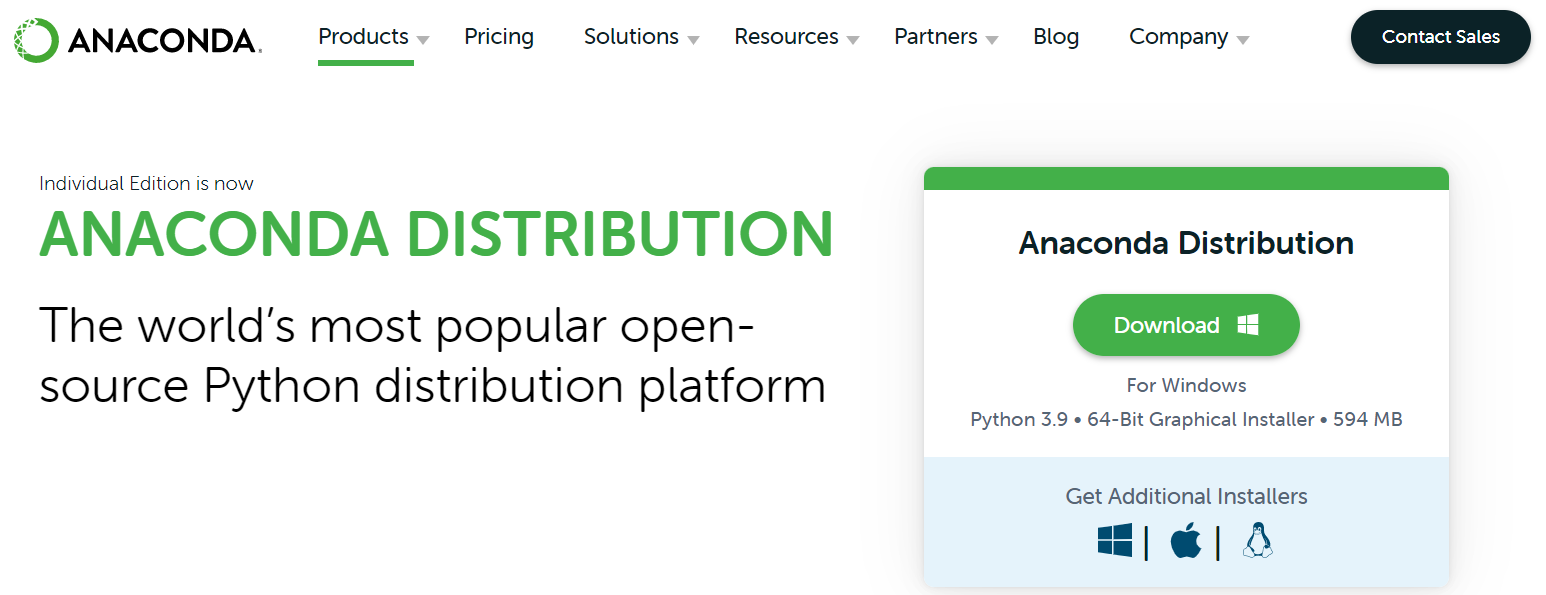 ANACONDA.
Products Pricing Solutions Resources Partners Blog Company Contact Sales
Individual Edition is now
ANACONDA DISTRIBUTION
The world’s most popular open-
source Python distribution platform
Anaconda Distribution
Download
For Windows
Python 3.9 • 64-Bit Graphical Installer • 594 MB
Get Additional Installers